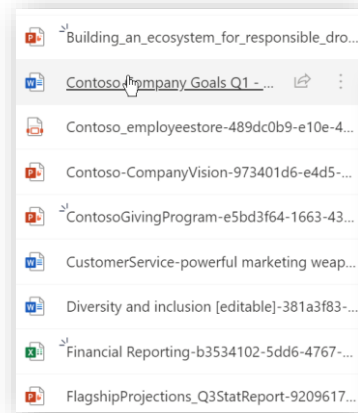 Building_an_ecosystem_for_responsible_dro...
Contoso Company Goals Q1 - ...
Contoso_employeestore-489dc0b9-e10e-4...
Contoso-CompanyVision-973401d6-e4d5-...
ContosoGivingProgram-e5bd3f64-1663-43...
CustomerService-powerful marketing weap...
Diversity and inclusion [editable]-381a3f83-...
Financial Reporting-b3534102-5dd6-4767-...
FlagshipProjections_Q3StatReport-9209617...